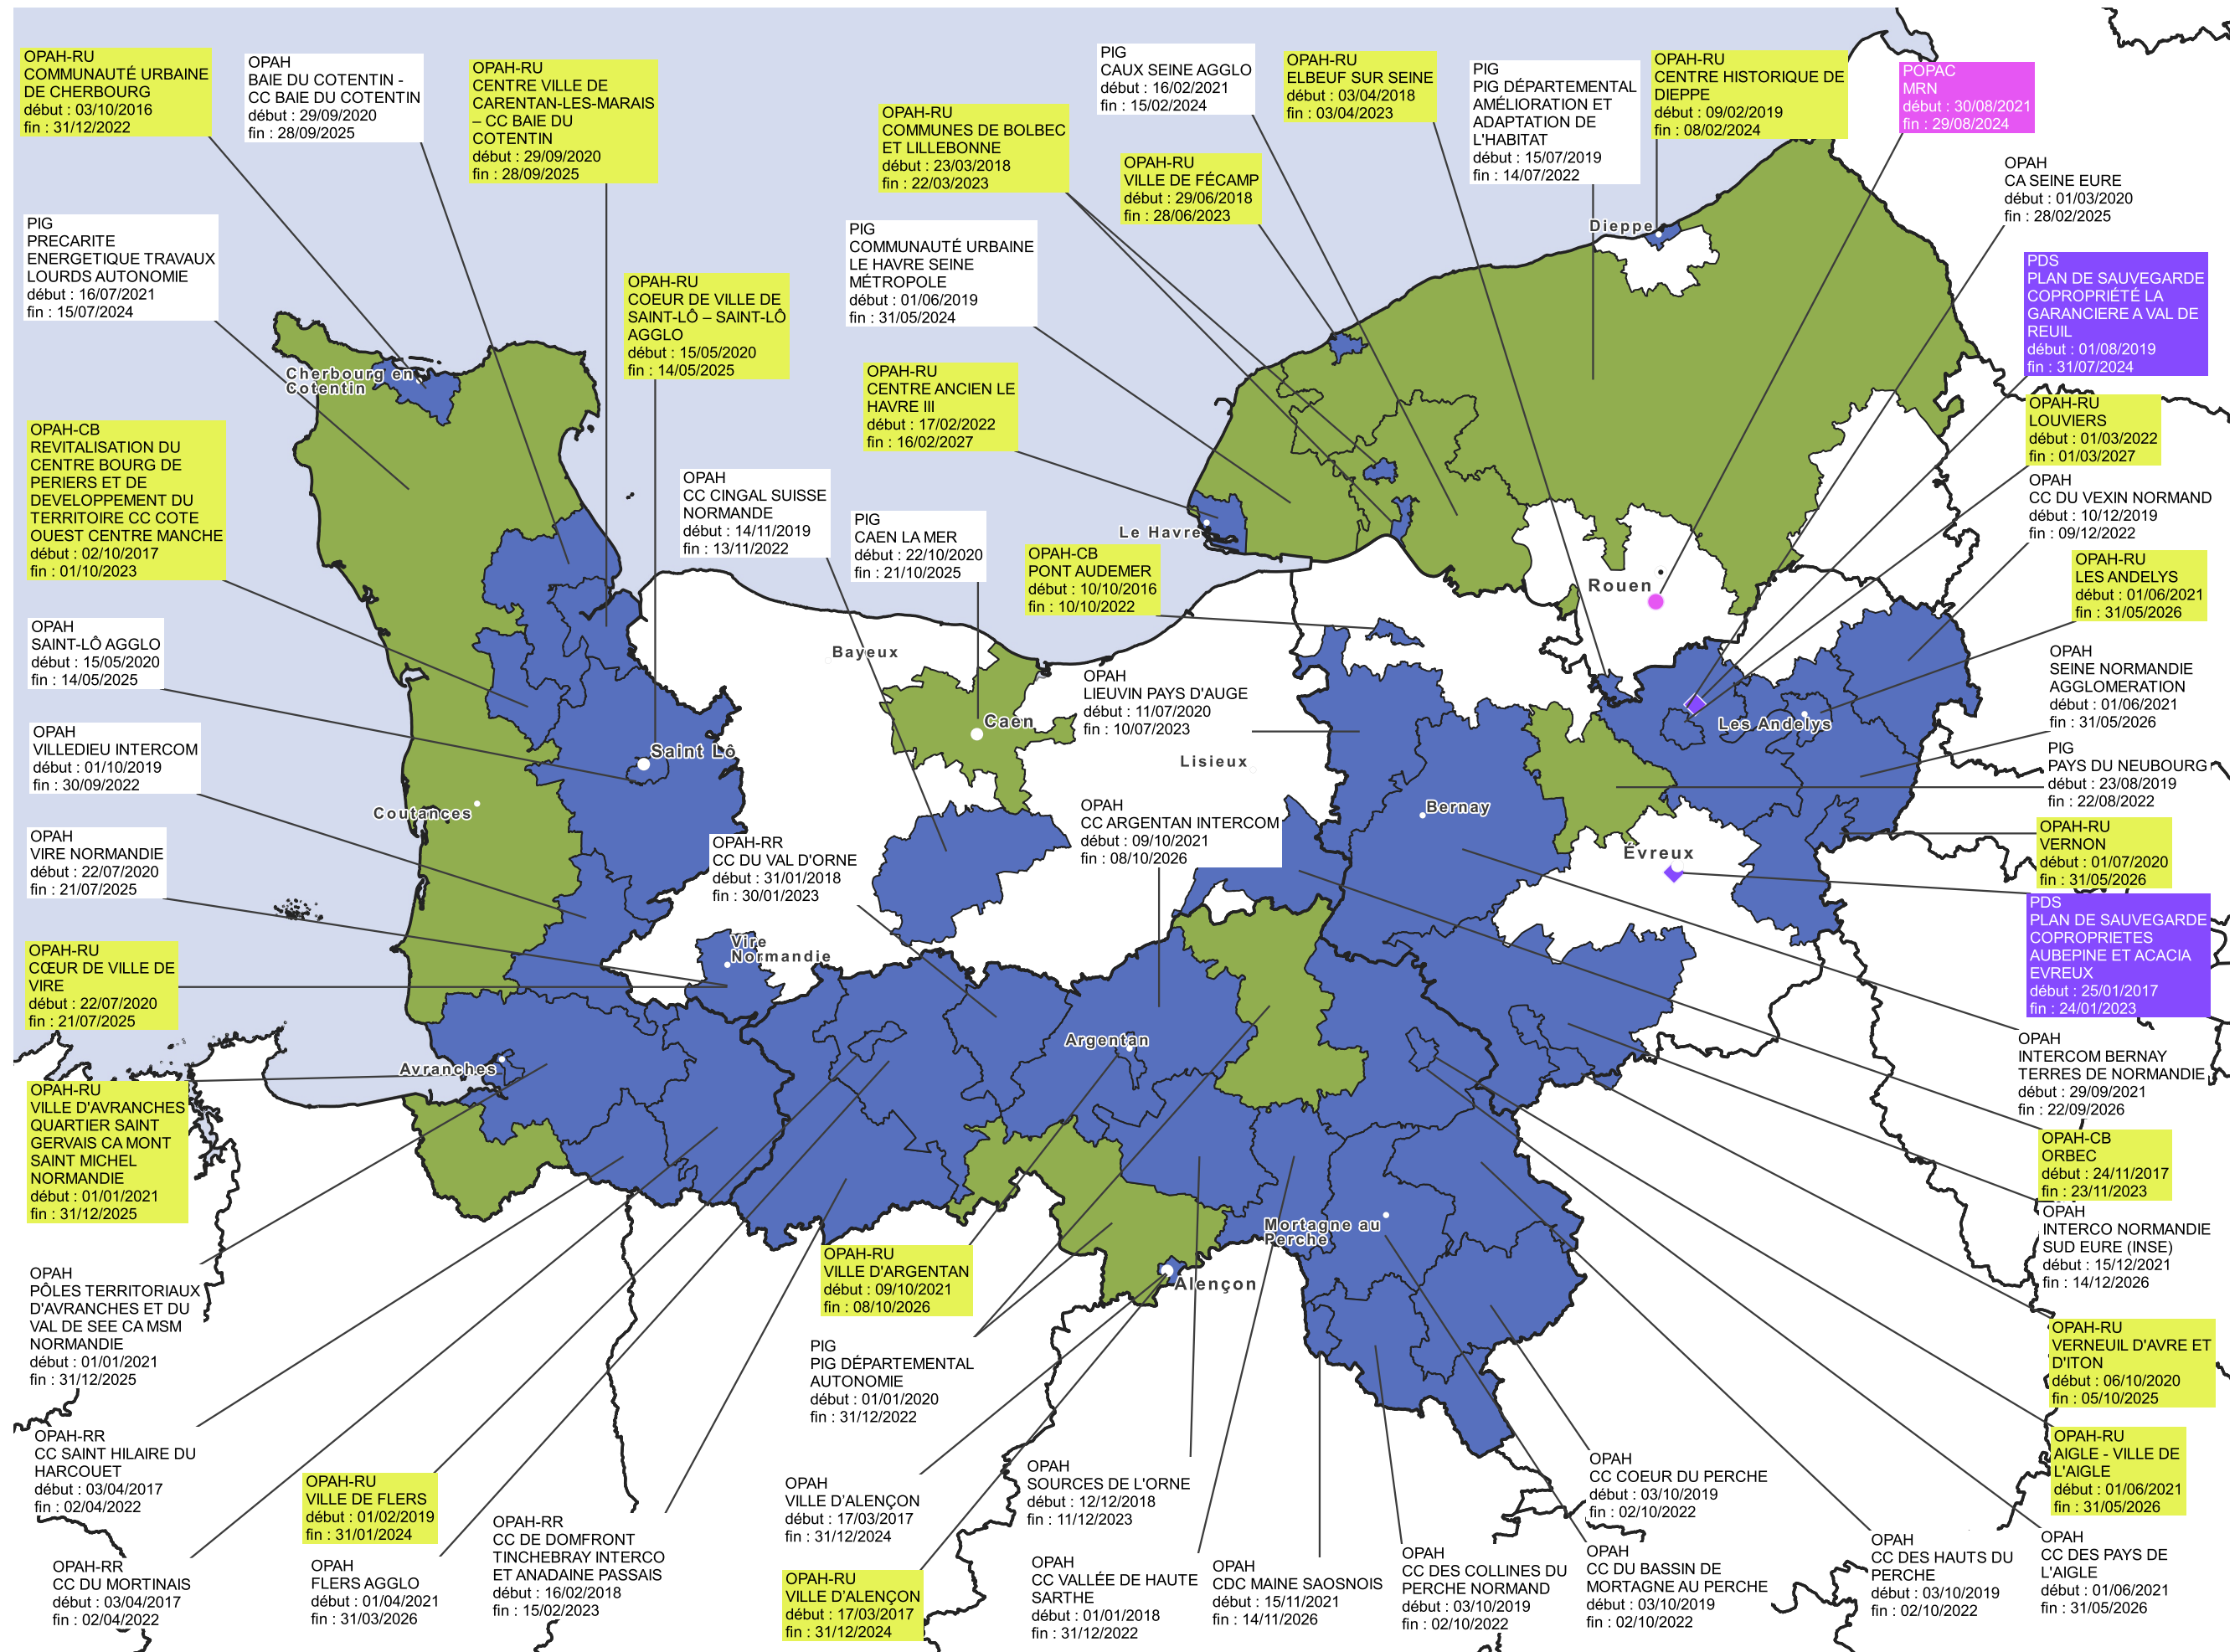 OPAH-RU
COMMUNAUTÉ URBAINE
DE CHERBOURG
début : 03/10/2016
fin : 31/12/2022
OPAH
BAIE DU COTENTIN -
CC BAIE DU COTENTIN
début : 29/09/2020
fin : 28/09/2025
OPAH-RU
CENTRE VILLE DE
CARENTAN-LES-MARAIS
– CC BAIE DU
COTENTIN
début : 29/09/2020
fin : 28/09/2025
OPAH-RU
COMMUNES DE BOLBEC
ET LILLEBONNE
début : 23/03/2018
fin : 22/03/2023
PIG
CAUX SEINE AGGLO
début : 16/02/2021
fin : 15/02/2024
OPAH-RU
VILLE DE FÉCAMP
début : 29/06/2018
fin : 28/06/2023
OPAH-RU
ELBEUF SUR SEINE
début : 03/04/2018
fin : 03/04/2023
PIG
PIG DÉPARTEMENTAL
AMÉLIORATION ET
ADAPTATION DE
L'HABITAT
début : 15/07/2019
fin : 14/07/2022
OPAH-RU
CENTRE HISTORIQUE DE
DIEPPE
début : 09/02/2019
fin : 08/02/2024
POPAC
MRN
début : 30/08/2021
fin : 29/08/2024
OPAH
CA SEINE EURE
début : 01/03/2020
fin : 28/02/2025
PIG
PRECARITE
ENERGETIQUE TRAVAUX
LOURDS AUTONOMIE
début : 16/07/2021
fin : 15/07/2024
OPAH-RU
COEUR DE VILLE DE
SAINT-LÔ – SAINT-LÔ
AGGLO
début : 15/05/2020
fin : 14/05/2025
PIG
COMMUNAUTÉ URBAINE
LE HAVRE SEINE
MÉTROPOLE
début : 01/06/2019
fin : 31/05/2024
Dieppe
PDS
PLAN DE SAUVEGARDE
COPROPRIÉTÉ LA
GARANCIERE A VAL DE
REUIL
début : 01/08/2019
fin : 31/07/2024
Cherbourg en
Cotentin
OPAH-RU
CENTRE ANCIEN LE
HAVRE III
début : 17/02/2022
fin : 16/02/2027
OPAH-RU
LOUVIERS
début : 01/03/2022
fin : 01/03/2027
OPAH-CB
REVITALISATION DU
CENTRE BOURG DE
PERIERS ET DE
DEVELOPPEMENT DU
TERRITOIRE CC COTE
OUEST CENTRE MANCHE
début : 02/10/2017
fin : 01/10/2023
OPAH
CC CINGAL SUISSE
NORMANDE
début : 14/11/2019
fin : 13/11/2022
PIG
CAEN LA MER
début : 22/10/2020
fin : 21/10/2025
Le Havre
OPAH-CB
PONT AUDEMER
début : 10/10/2016
fin : 10/10/2022
Rouen
OPAH
CC DU VEXIN NORMAND
début : 10/12/2019
fin : 09/12/2022
OPAH-RU
LES ANDELYS
début : 01/06/2021
fin : 31/05/2026
OPAH
SAINT-LÔ AGGLO
début : 15/05/2020
fin : 14/05/2025
Bayeux
OPAH
LIEUVIN PAYS D'AUGE
début : 11/07/2020
fin : 10/07/2023
OPAH
SEINE NORMANDIE
AGGLOMERATION
début : 01/06/2021
fin : 31/05/2026
OPAH
VILLEDIEU INTERCOM
début : 01/10/2019
fin : 30/09/2022
Saint Lô
Caen
Lisieux
Les Andelys
PIG
PAYS DU NEUBOURG
début : 23/08/2019
fin : 22/08/2022
Coutances
Bernay
OPAH
VIRE NORMANDIE
début : 22/07/2020
fin : 21/07/2025
OPAH-RR
CC DU VAL D'ORNE
début : 31/01/2018
fin : 30/01/2023
OPAH
CC ARGENTAN INTERCOM
début : 09/10/2021
fin : 08/10/2026
Évreux
OPAH-RU
VERNON
début : 01/07/2020
fin : 31/05/2026
PDS
PLAN DE SAUVEGARDE
COPROPRIETES
AUBEPINE ET ACACIA
EVREUX
début : 25/01/2017
fin : 24/01/2023
OPAH-RU
CŒUR DE VILLE DE
VIRE
début : 22/07/2020
fin : 21/07/2025
Vire
Normandie
Argentan
Avranches
OPAH
INTERCOM BERNAY
TERRES DE NORMANDIE
début : 29/09/2021
fin : 22/09/2026
OPAH-RU
VILLE D'AVRANCHES
QUARTIER SAINT
GERVAIS CA MONT
SAINT MICHEL
NORMANDIE
début : 01/01/2021
fin : 31/12/2025
OPAH-CB
ORBEC
début : 24/11/2017
fin : 23/11/2023
OPAH
INTERCO NORMANDIE
SUD EURE (INSE)
début : 15/12/2021
fin : 14/12/2026
Mortagne au
Perche
Alençon
OPAH
PÔLES TERRITORIAUX
D'AVRANCHES ET DU
VAL DE SEE CA MSM
NORMANDIE
début : 01/01/2021
fin : 31/12/2025
OPAH-RU
VILLE D'ARGENTAN
début : 09/10/2021
fin : 08/10/2026
PIG
PIG DÉPARTEMENTAL
AUTONOMIE
début : 01/01/2020
fin : 31/12/2022
OPAH-RU
VERNEUIL D'AVRE ET
D'ITON
début : 06/10/2020
fin : 05/10/2025
OPAH-RR
CC SAINT HILAIRE DU
HARCOUET
début : 03/04/2017
fin : 02/04/2022
OPAH-RU
VILLE DE FLERS
début : 01/02/2019
fin : 31/01/2024
OPAH-RR
CC DE DOMFRONT
TINCHEBRAY INTERCO
ET ANADAINE PASSAIS
début : 16/02/2018
fin : 15/02/2023
OPAH
VILLE D'ALENÇON
début : 17/03/2017
fin : 31/12/2024
OPAH
SOURCES DE L'ORNE
début : 12/12/2018
fin : 11/12/2023
OPAH
CC COEUR DU PERCHE
début : 03/10/2019
fin : 02/10/2022
OPAH-RU
AIGLE - VILLE DE
L'AIGLE
début : 01/06/2021
fin : 31/05/2026
OPAH-RR
CC DU MORTINAIS
début : 03/04/2017
fin : 02/04/2022
OPAH
FLERS AGGLO
début : 01/04/2021
fin : 31/03/2026
OPAH-RU
VILLE D'ALENÇON
début : 17/03/2017
fin : 31/12/2024
OPAH
CC VALLÉE DE HAUTE
SARTHE
début : 01/01/2018
fin : 31/12/2022
OPAH
CDC MAINE SAOSNOIS
début : 15/11/2021
fin : 14/11/2026
OPAH
CC DES COLLINES DU
PERCHE NORMAND
début : 03/10/2019
fin : 02/10/2022
OPAH
CC DU BASSIN DE
MORTAGNE AU PERCHE
début : 03/10/2019
fin : 02/10/2022
OPAH
CC DES HAUTS DU
PERCHE
début : 03/10/2019
fin : 02/10/2022
OPAH
CC DES PAYS DE
L'AIGLE
début : 01/06/2021
fin : 31/05/2026